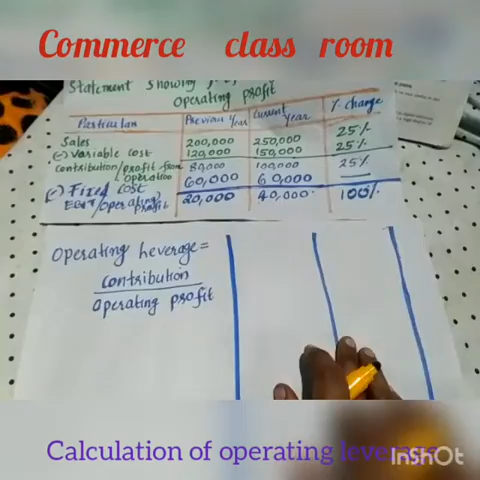 Commerce class room
Statement showing
Operating profit
Particulars Previous Year Current Year % change
Sales 200,000 250,000 25%
(-) Variable cost 120,000 150,000 25%
Contribution/profit from operation 80,000 100,000 25%
(-) Fixed cost 60,000 60,000 —
EBIT/operating profit 20,000 40,000 100%
Operating Leverage =
Contribution
Operating profit
Calculation of operating leverage
InShOt